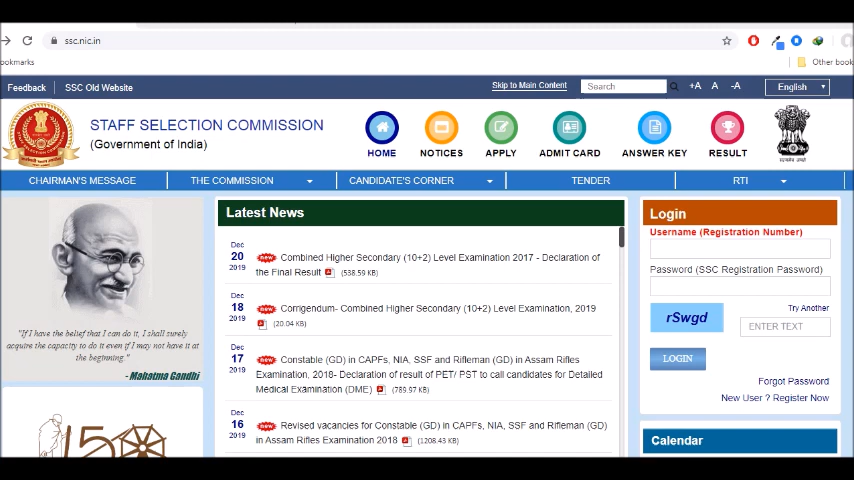 ssc.nic.in
ookmarks
Other book
Feedback
SSC Old Website
Skip to Main Content
Search
+A A -A
English
STAFF SELECTION COMMISSION
(Government of India)
HOME
NOTICES
APPLY
ADMIT CARD
ANSWER KEY
RESULT
CHAIRMAN'S MESSAGE
THE COMMISSION
CANDIDATE'S CORNER
TENDER
RTI
"If I have the belief that I can do it, I shall surely
acquire the capacity to do it even if I may not have it at
the beginning."
- Mahatma Gandhi
150
Latest News
Dec
20
2019
new Combined Higher Secondary (10+2) Level Examination 2017 - Declaration of
the Final Result (538.59 KB)
Dec
18
2019
new Corrigendum- Combined Higher Secondary (10+2) Level Examination, 2019
(20.04 KB)
Dec
17
2019
new Constable (GD) in CAPFs, NIA, SSF and Rifleman (GD) in Assam Rifles
Examination, 2018- Declaration of result of PET/ PST to call candidates for Detailed
Medical Examination (DME) (789.97 KB)
Dec
16
2019
new Revised vacancies for Constable (GD) in CAPFs, NIA, SSF and Rifleman (GD)
in Assam Rifles Examination 2018 (1208.43 KB)
Login
Username (Registration Number)
Password (SSC Registration Password)
rSwgd
Try Another
ENTER TEXT
LOGIN
Forgot Password
New User ? Register Now
Calendar